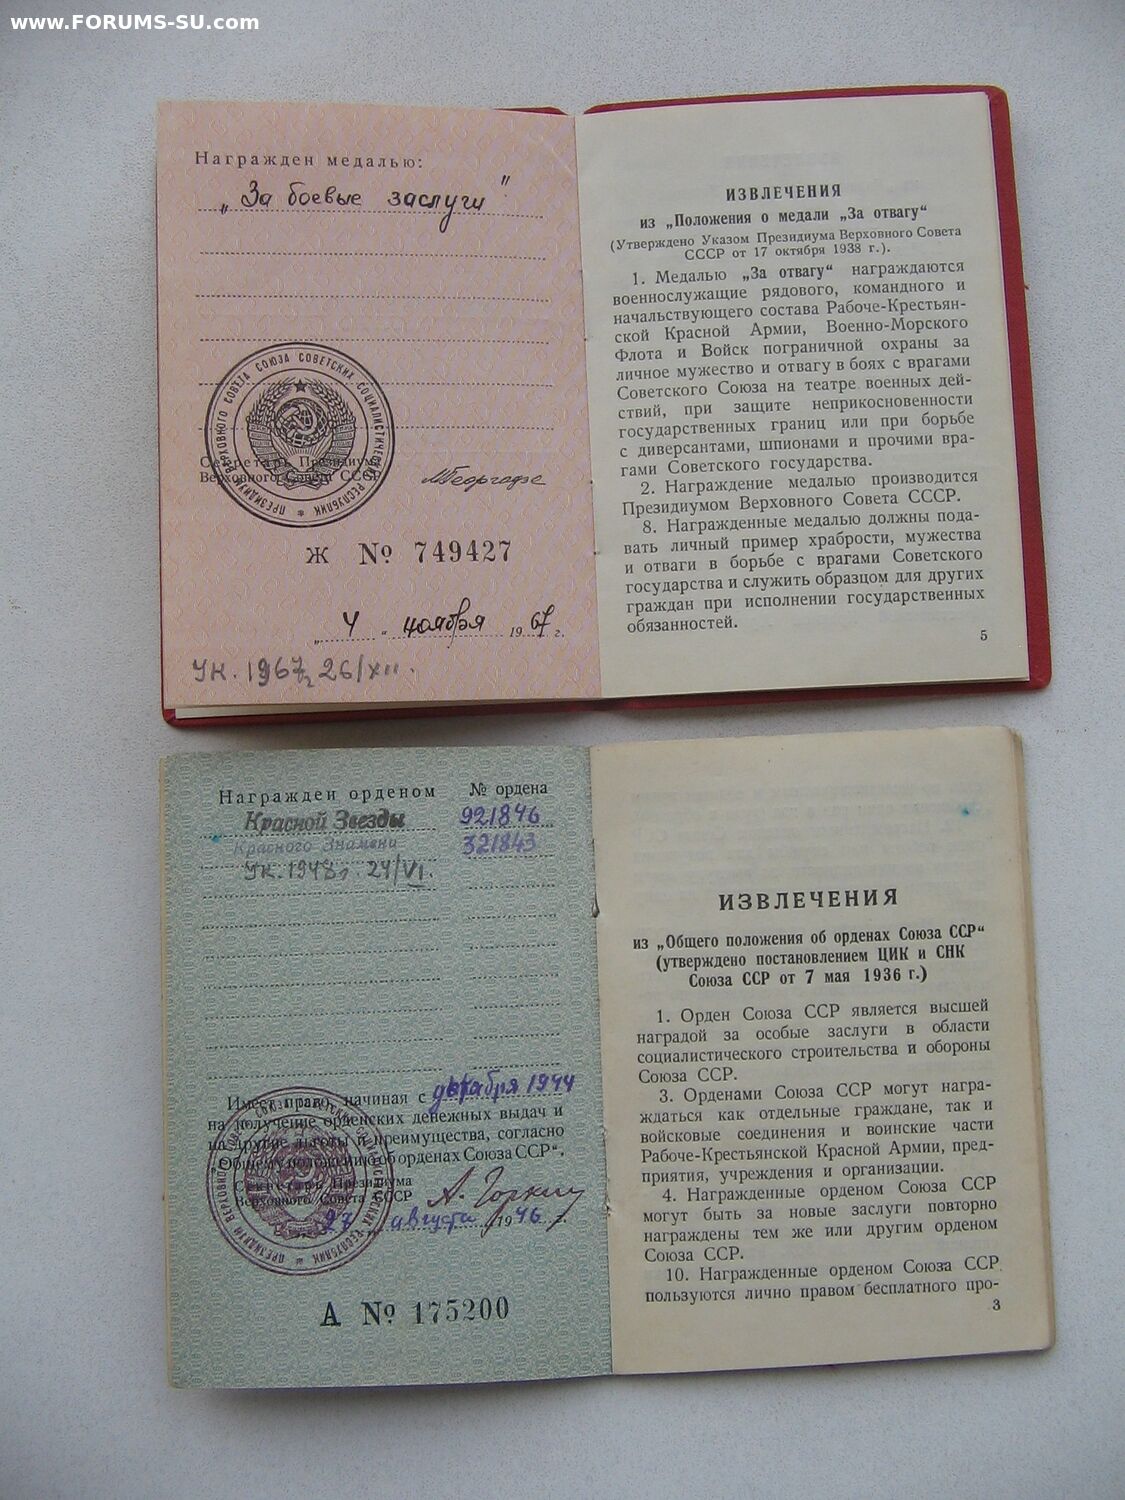 www.FORUMS-SU.com
Награжден медалью:
„За боевые заслуги"
ПРЕЗИДИУМ ВЕРХОВНОГО СОВЕТА СОЮЗА СОВЕТСКИХ СОЦИАЛИСТИЧЕСКИХ РЕСПУБЛИК
Секретарь Президиума
Верховного Совета СССР
МГеоргадзе
Ж № 749427
„4" ноября 1967 г.
УК. 1967г 26/XII.
ИЗВЛЕЧЕНИЯ
из „Положения о медали „За отвагу"
(Утверждено Указом Президиума Верховного Совета
СССР от 17 октября 1938 г.).
1. Медалью „За отвагу" награждаются
военнослужащие рядового, командного и
начальствующего состава Рабоче-Крестьян-
ской Красной Армии, Военно-Морского
Флота и Войск пограничной охраны за
личное мужество и отвагу в боях с врагами
Советского Союза на театре военных дей-
ствий, при защите неприкосновенности
государственных границ или при борьбе
с диверсантами, шпионами и прочими вра-
гами Советского государства.
2. Награждение медалью производится
Президиумом Верховного Совета СССР.
8. Награжденные медалью должны пода-
вать личный пример храбрости, мужества
и отваги в борьбе с врагами Советского
государства и служить образцом для других
граждан при исполнении государственных
обязанностей.
5
Награжден орденом № ордена
Красной Звезды 921846
Красного Знамени 321843
УК. 1948г. 24/VI.
Имеет право, начиная с декабря 1944
на получение орденских денежных выдач и
на другие льготы и преимущества, согласно
"Общему положению об орденах Союза ССР".
Секретарь Президиума
Верховного Совета СССР
А. Горкин
27 августа 1946 г.
А № 175200
ИЗВЛЕЧЕНИЯ
из „Общего положения об орденах Союза ССР"
(утверждено постановлением ЦИК и СНК
Союза ССР от 7 мая 1936 г.)
1. Орден Союза ССР является высшей
наградой за особые заслуги в области
социалистического строительства и обороны
Союза ССР.
3. Орденами Союза ССР могут награ-
ждаться как отдельные граждане, так и
войсковые соединения и воинские части
Рабоче-Крестьянской Красной Армии, пред-
приятия, учреждения и организации.
4. Награжденные орденом Союза ССР
могут быть за новые заслуги повторно
награждены тем же или другим орденом
Союза ССР.
10. Награжденные орденом Союза ССР
пользуются лично правом бесплатного про-
3